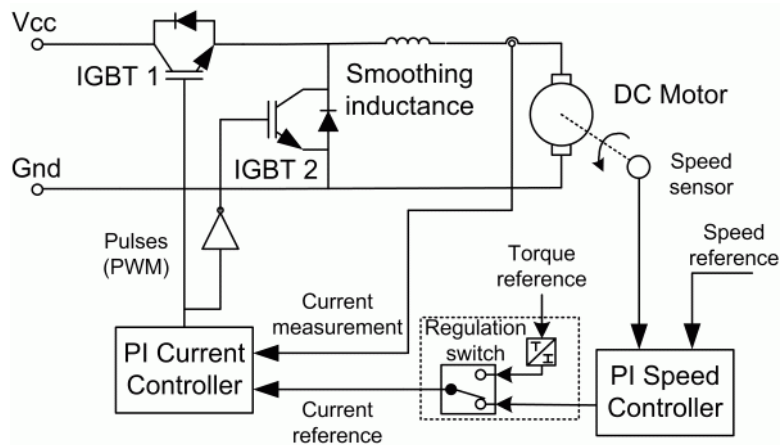 Vcc
IGBT 1
Smoothing
inductance
DC Motor
IGBT 2
Gnd
Speed
sensor
Pulses
(PWM)
Torque
reference
Speed
reference
Current
measurement
Regulation
switch
T
I
PI Current
Controller
PI Speed
Controller
Current
reference